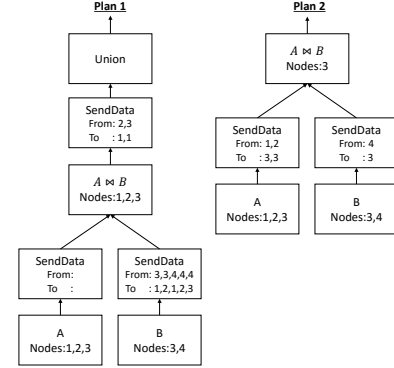 Plan 1
Union
SendData
From: 2,3
To : 1,1
A ⋈ B
Nodes:1,2,3
SendData
From:
To :
SendData
From: 3,3,4,4,4
To : 1,2,1,2,3
A
Nodes:1,2,3
B
Nodes:3,4
Plan 2
A ⋈ B
Nodes:3
SendData
From: 1,2
To : 3,3
SendData
From: 4
To : 3
A
Nodes:1,2,3
B
Nodes:3,4